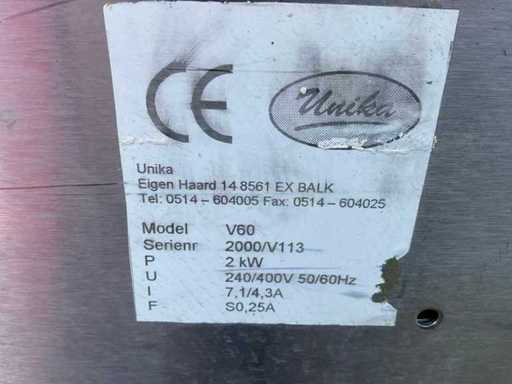 CE
Unika
Unika
Eigen Haard 14 8561 EX BALK
Tel: 0514 – 604005 Fax: 0514 – 604025
Model V60
Serienr 2000/V113
P 2 kW
U 240/400V 50/60Hz
I 7,1/4,3A
F S0,25A